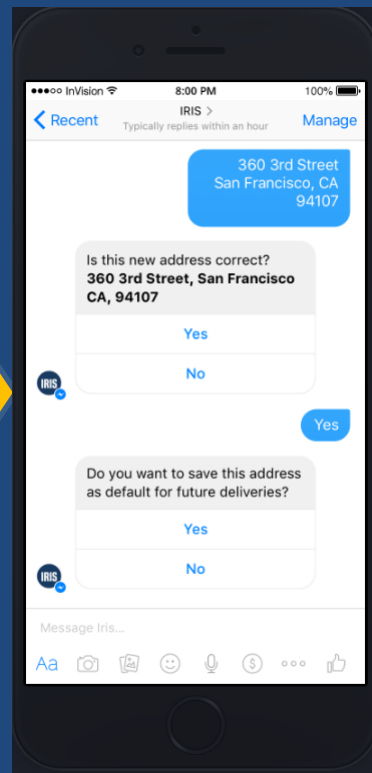 InVision 8:00 PM 100%
Recent IRIS > Manage
Typically replies within an hour
360 3rd Street
San Francisco, CA
94107
Is this new address correct?
360 3rd Street, San Francisco
CA, 94107
Yes
No
IRIS
Yes
Do you want to save this address
as default for future deliveries?
Yes
No
IRIS
Message Iris...
Aa
$